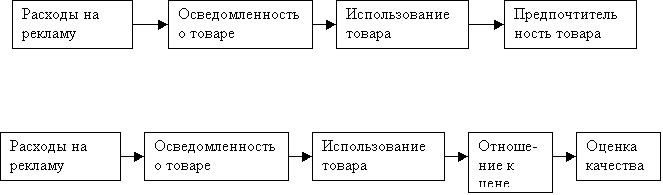 Расходы на
рекламу
Осведомленность
о товаре
Использование
товара
Предпочтитель
ность товара
Расходы на
рекламу
Осведомленность
о товаре
Использование
товара
Отноше-
ние к
цене
Оценка
качества